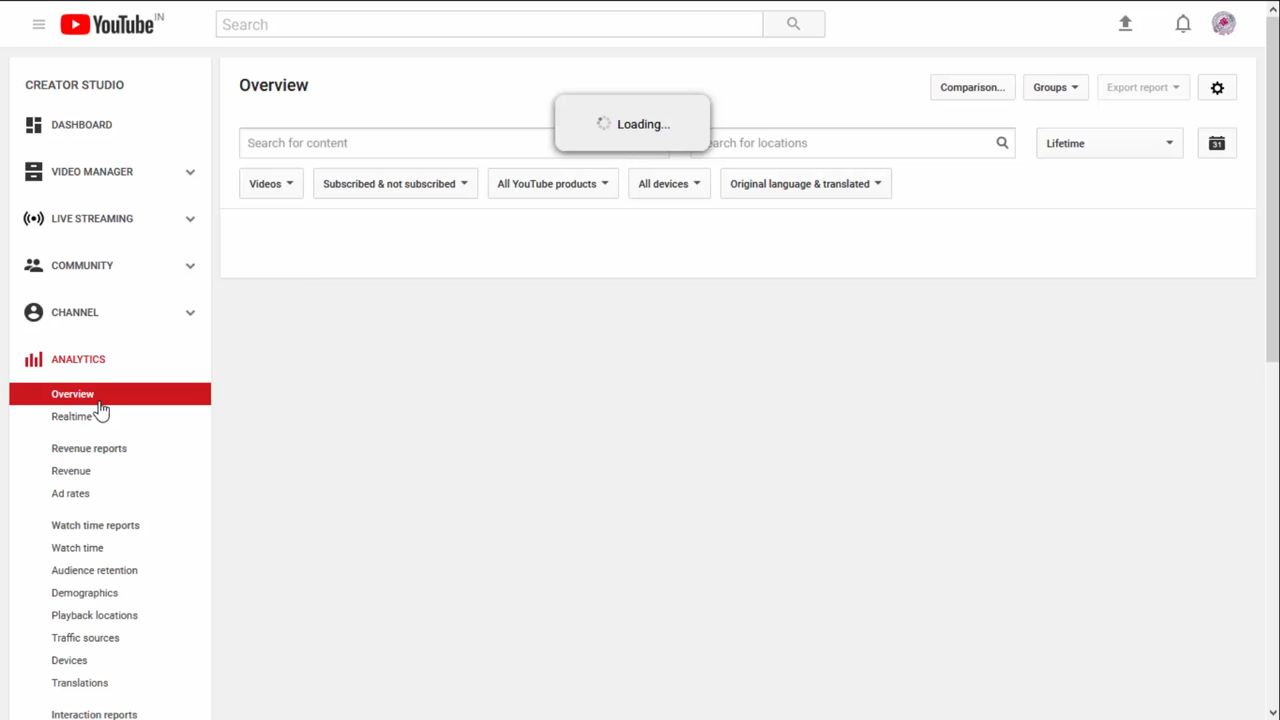 YouTube IN
Search
CREATOR STUDIO
DASHBOARD
VIDEO MANAGER
LIVE STREAMING
COMMUNITY
CHANNEL
ANALYTICS
Overview
Realtime
Revenue reports
Revenue
Ad rates
Watch time reports
Watch time
Audience retention
Demographics
Playback locations
Traffic sources
Devices
Translations
Interaction reports
Overview
Comparison...
Groups
Export report
Loading...
Search for content
earch for locations
Lifetime
31
Videos
Subscribed & not subscribed
All YouTube products
All devices
Original language & translated